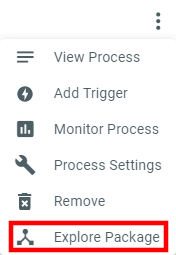 View Process
Add Trigger
Monitor Process
Process Settings
Remove
Explore Package